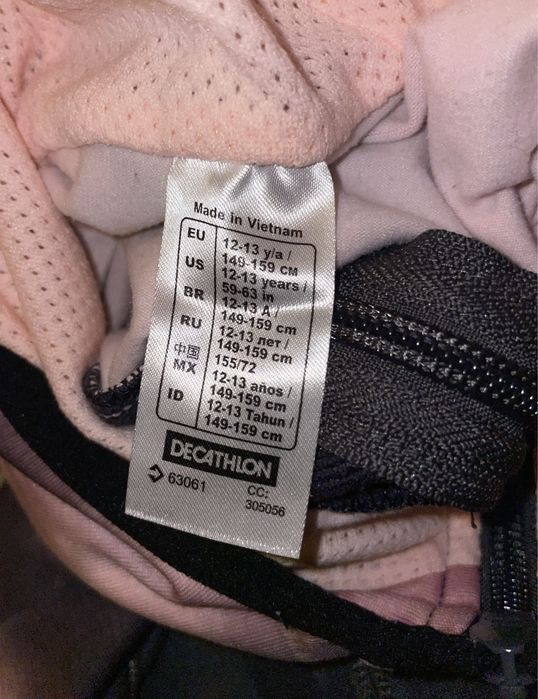 Made in Vietnam
EU 12-13 y/a /
149-159 CM
US 12-13 years /
59-63 in
BR 12-13 A /
149-159 cm
RU 12-13 лет /
149-159 cm
中国 155/72
MX 12-13 años /
149-159 cm
ID 12-13 Tahun /
149-159 cm
DECATHLON
63061 CC:
305056